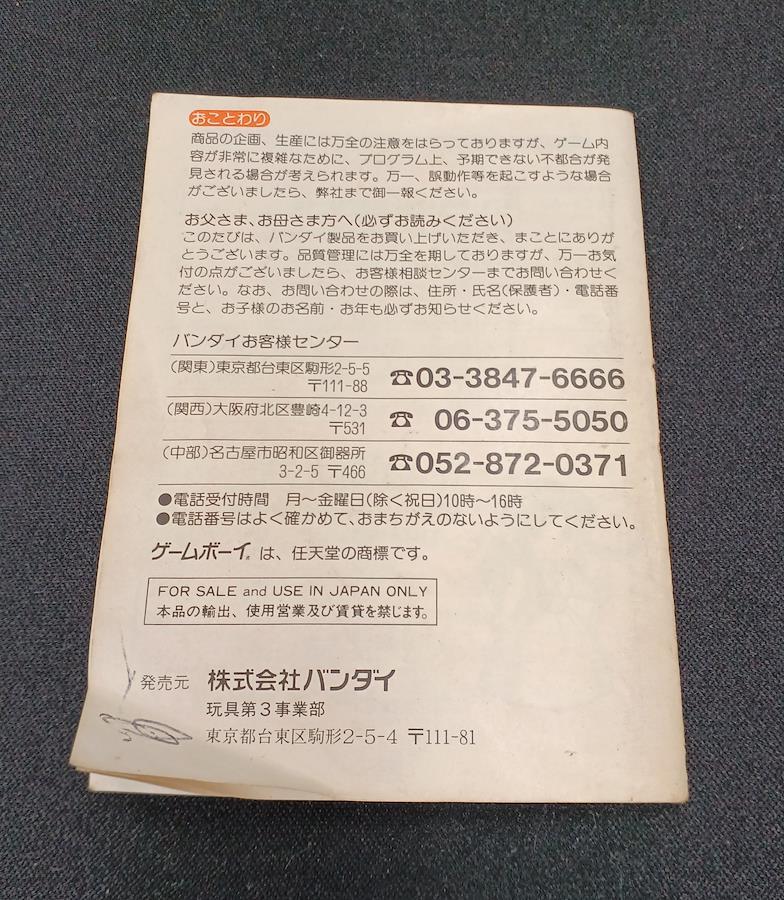 おことわり
商品の企画、生産には万全の注意をはらっておりますが、ゲーム内
容が非常に複雑なために、プログラム上、予期できない不都合が発
見される場合が考えられます。万一、誤動作等を起こすような場合
がございましたら、弊社まで御一報ください。
お父さま、お母さま方へ(必ずお読みください)
このたびは、バンダイ製品をお買い上げいただき、まことにありが
とうございます。品質管理には万全を期しておりますが、万一お気
付の点がございましたら、お客様相談センターまでお問い合わせく
ださい。なお、お問い合わせの際は、住所・氏名(保護者)・電話番
号と、お子様のお名前・お年も必ずお知らせください。
バンダイお客様センター
(関東)東京都台東区駒形2-5-5
〒111-88 ☎03-3847-6666
(関西)大阪府北区豊崎4-12-3
〒531 ☎ 06-375-5050
(中部)名古屋市昭和区御器所
3-2-5 〒466 ☎052-872-0371
●電話受付時間 月〜金曜日(除く祝日)10時〜16時
●電話番号はよく確かめて、おまちがえのないようにしてください。
ゲームボーイ®は、任天堂の商標です。
FOR SALE and USE IN JAPAN ONLY
本品の輸出、使用営業及び賃貸を禁じます。
発売元 株式会社バンダイ
玩具第3事業部
東京都台東区駒形2-5-4 〒111-81